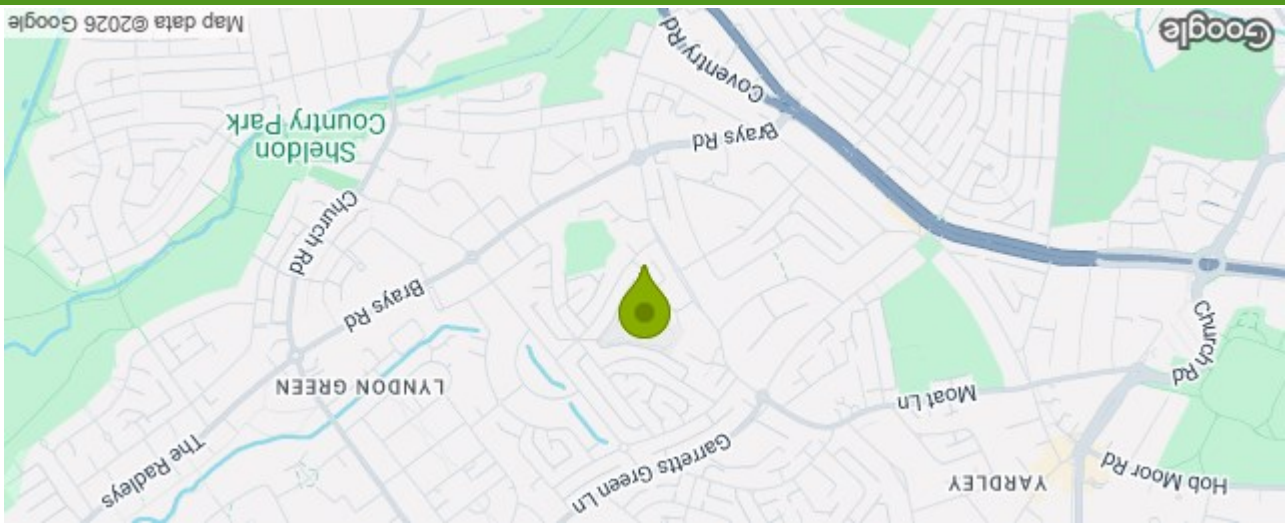 Hob Moor Rd
YARDLEY
Garretts Green Ln
The Radleys
Moat Ln
LYNDON GREEN
Church Rd
Brays Rd
Church Rd
Brays Rd
Sheldon
Country Park
Coventry Rd
Google
Map data ©2026 Google